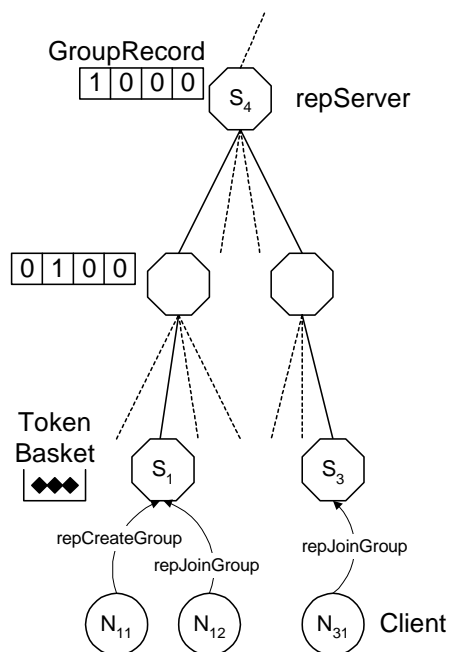 GroupRecord
1 0 0 0
S4
repServer
0 1 0 0
Token
Basket
S1
S3
repCreateGroup
repJoinGroup
repJoinGroup
N11
N12
N31
Client